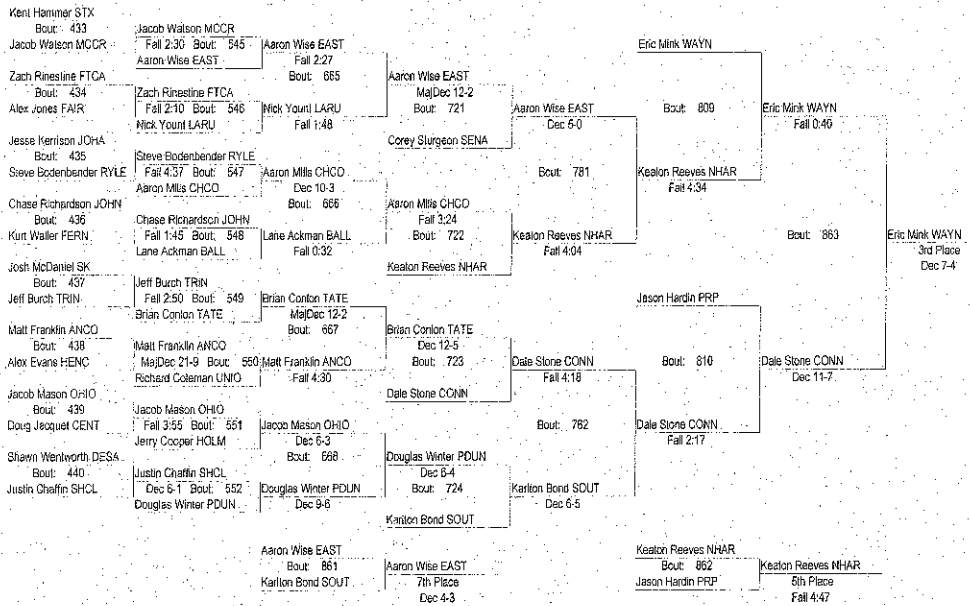 Kent Hammer STX
Bout: 433
Jacob Watson MCCR
Zach Rinestine FTCA
Bout: 434
Alex Jones FAIR
Jesse Kerrison JOHA
Bout: 435
Steve Bodenbender RYLE
Chase Richardson JOHN
Bout: 436
Kurt Waller FERN
Josh McDaniel SK
Bout: 437
Jeff Burch TRIN
Matt Franklin ANCO
Bout: 438
Alex Evans HENC
Jacob Mason OHIO
Bout: 439
Doug Jacquet CENT
Shawn Wentworth DESA
Bout: 440
Justin Chaffin SHCL
Jacob Watson MCCR
Fall 2:30 Bout: 545
Aaron Wise EAST
Zach Rinestine FTCA
Fall 2:10 Bout: 546
Nick Yount LARU
Steve Bodenbender RYLE
Fall 4:37 Bout: 547
Aaron Mills CHCO
Chase Richardson JOHN
Fall 1:45 Bout: 548
Lane Ackman BALL
Jeff Burch TRIN
Fall 2:50 Bout: 549
Brian Conlon TATE
Matt Franklin ANCO
MajDec 21-9 Bout: 550
Richard Coleman UNIO
Jacob Mason OHIO
Fall 3:55 Bout: 551
Jerry Cooper HOLM
Justin Chaffin SHCL
Dec 6-1 Bout: 552
Douglas Winter PDUN
Aaron Wise EAST
Fall 2:27
Bout: 665
Nick Yount LARU
Fall 1:48
Aaron Mills CHCO
Dec 10-3
Bout: 666
Lane Ackman BALL
Fall 0:32
Brian Conlon TATE
MajDec 12-2
Bout: 667
Matt Franklin ANCO
Fall 4:30
Jacob Mason OHIO
Dec 6-3
Bout: 668
Douglas Winter PDUN
Dec 9-6
Aaron Wise EAST
MajDec 12-2
Bout: 721
Corey Sturgeon SENA
Aaron Mills CHCO
Fall 3:24
Bout: 722
Keaton Reeves NHAR
Brian Conlon TATE
Dec 12-5
Bout: 723
Dale Stone CONN
Douglas Winter PDUN
Dec 6-4
Bout: 724
Karlton Bond SOUT
Aaron Wise EAST
Dec 5-0
Bout: 781
Keaton Reeves NHAR
Fall 4:04
Dale Stone CONN
Fall 4:18
Bout: 782
Karlton Bond SOUT
Dec 6-5
Eric Mink WAYN
Bout: 809
Keaton Reeves NHAR
Fall 4:34
Jason Hardin PRP
Bout: 810
Dale Stone CONN
Fall 2:17
Eric Mink WAYN
Fall 0:40
Bout: 863
Dale Stone CONN
Dec 11-7
Eric Mink WAYN
3rd Place
Dec 7-4
Aaron Wise EAST
Bout: 861
Karlton Bond SOUT
Aaron Wise EAST
7th Place
Dec 4-3
Keaton Reeves NHAR
Bout: 862
Jason Hardin PRP
Keaton Reeves NHAR
5th Place
Fall 4:47